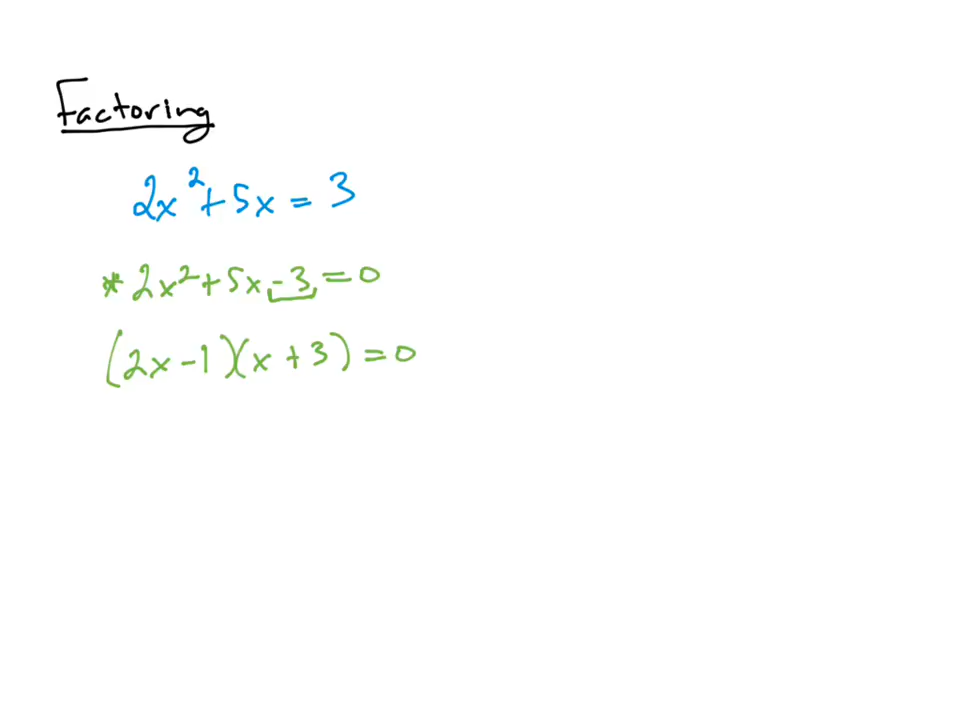 Factoring
2x²+5x = 3
* 2x²+5x -3 = 0
(2x -1)(x +3) = 0